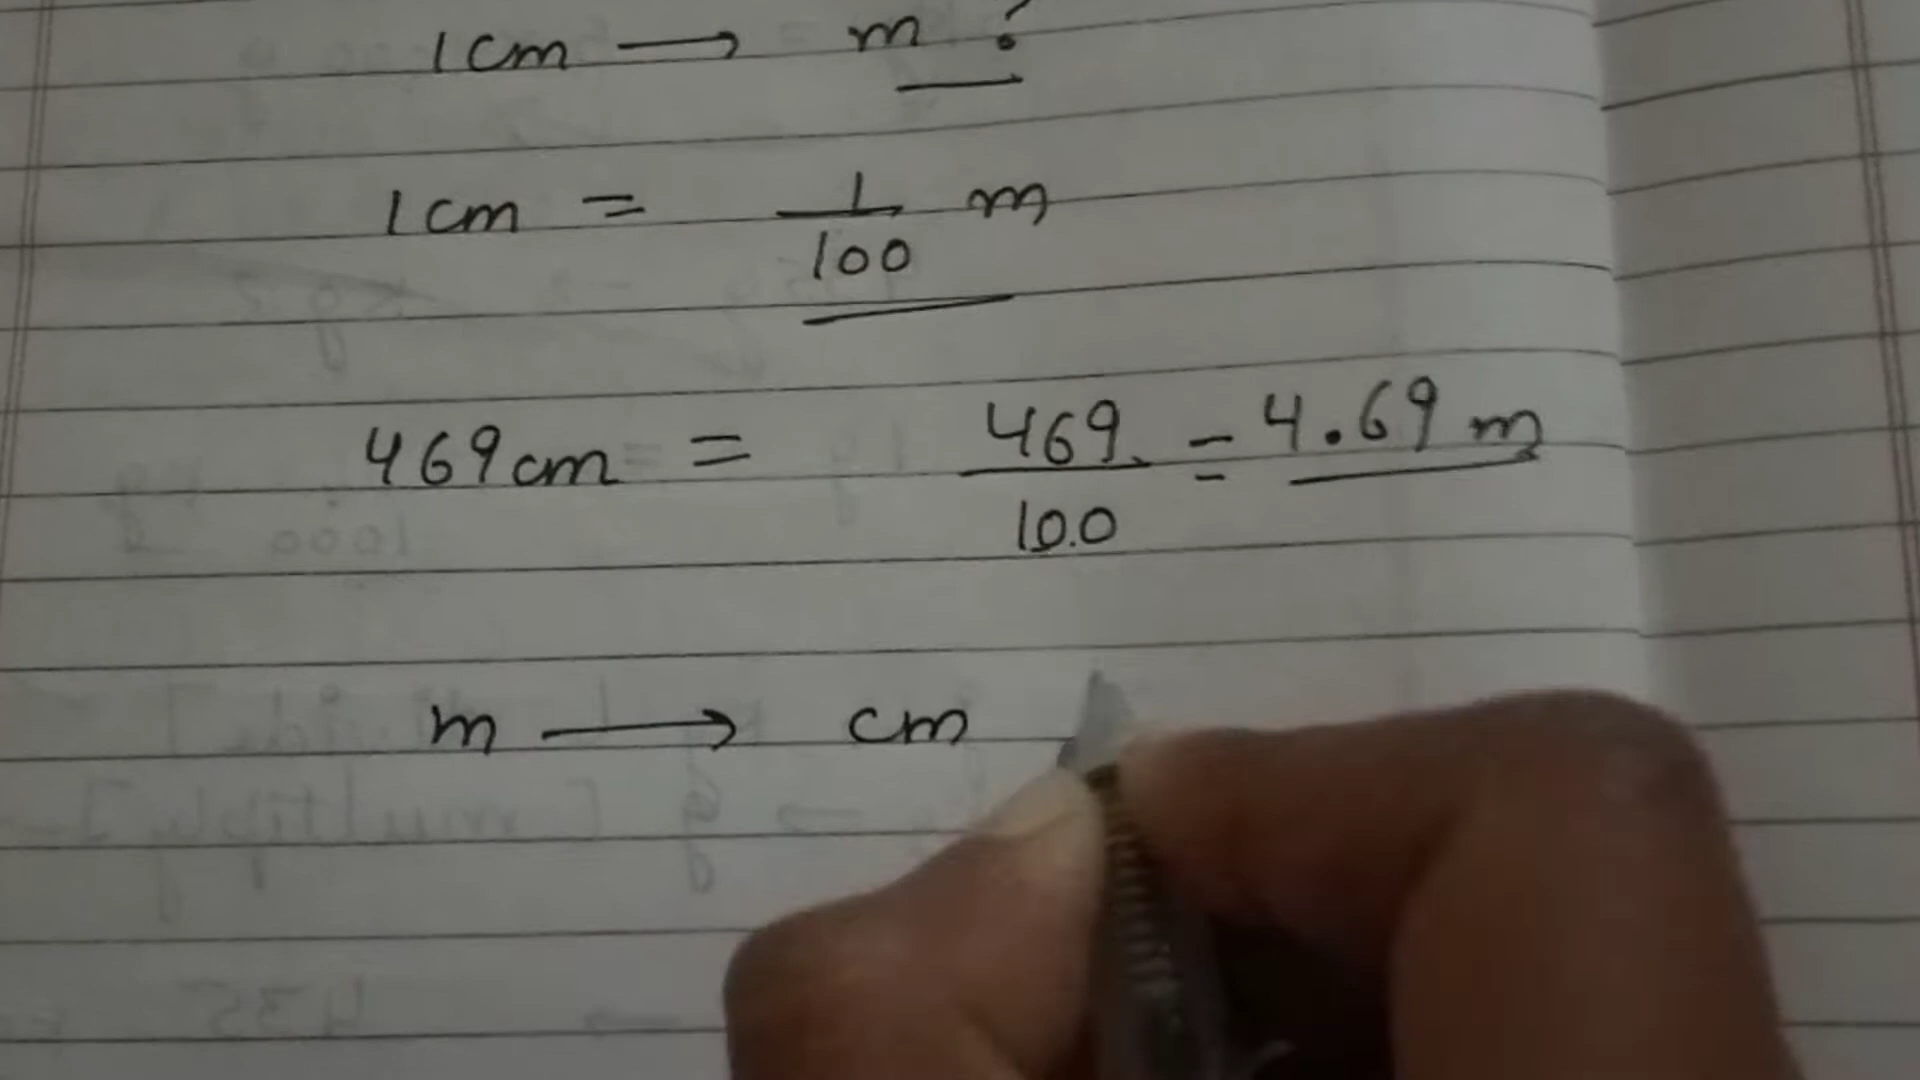 1cm → m ?
1cm = 1/100 m
469cm = 469/100 = 4.69 m
m → cm